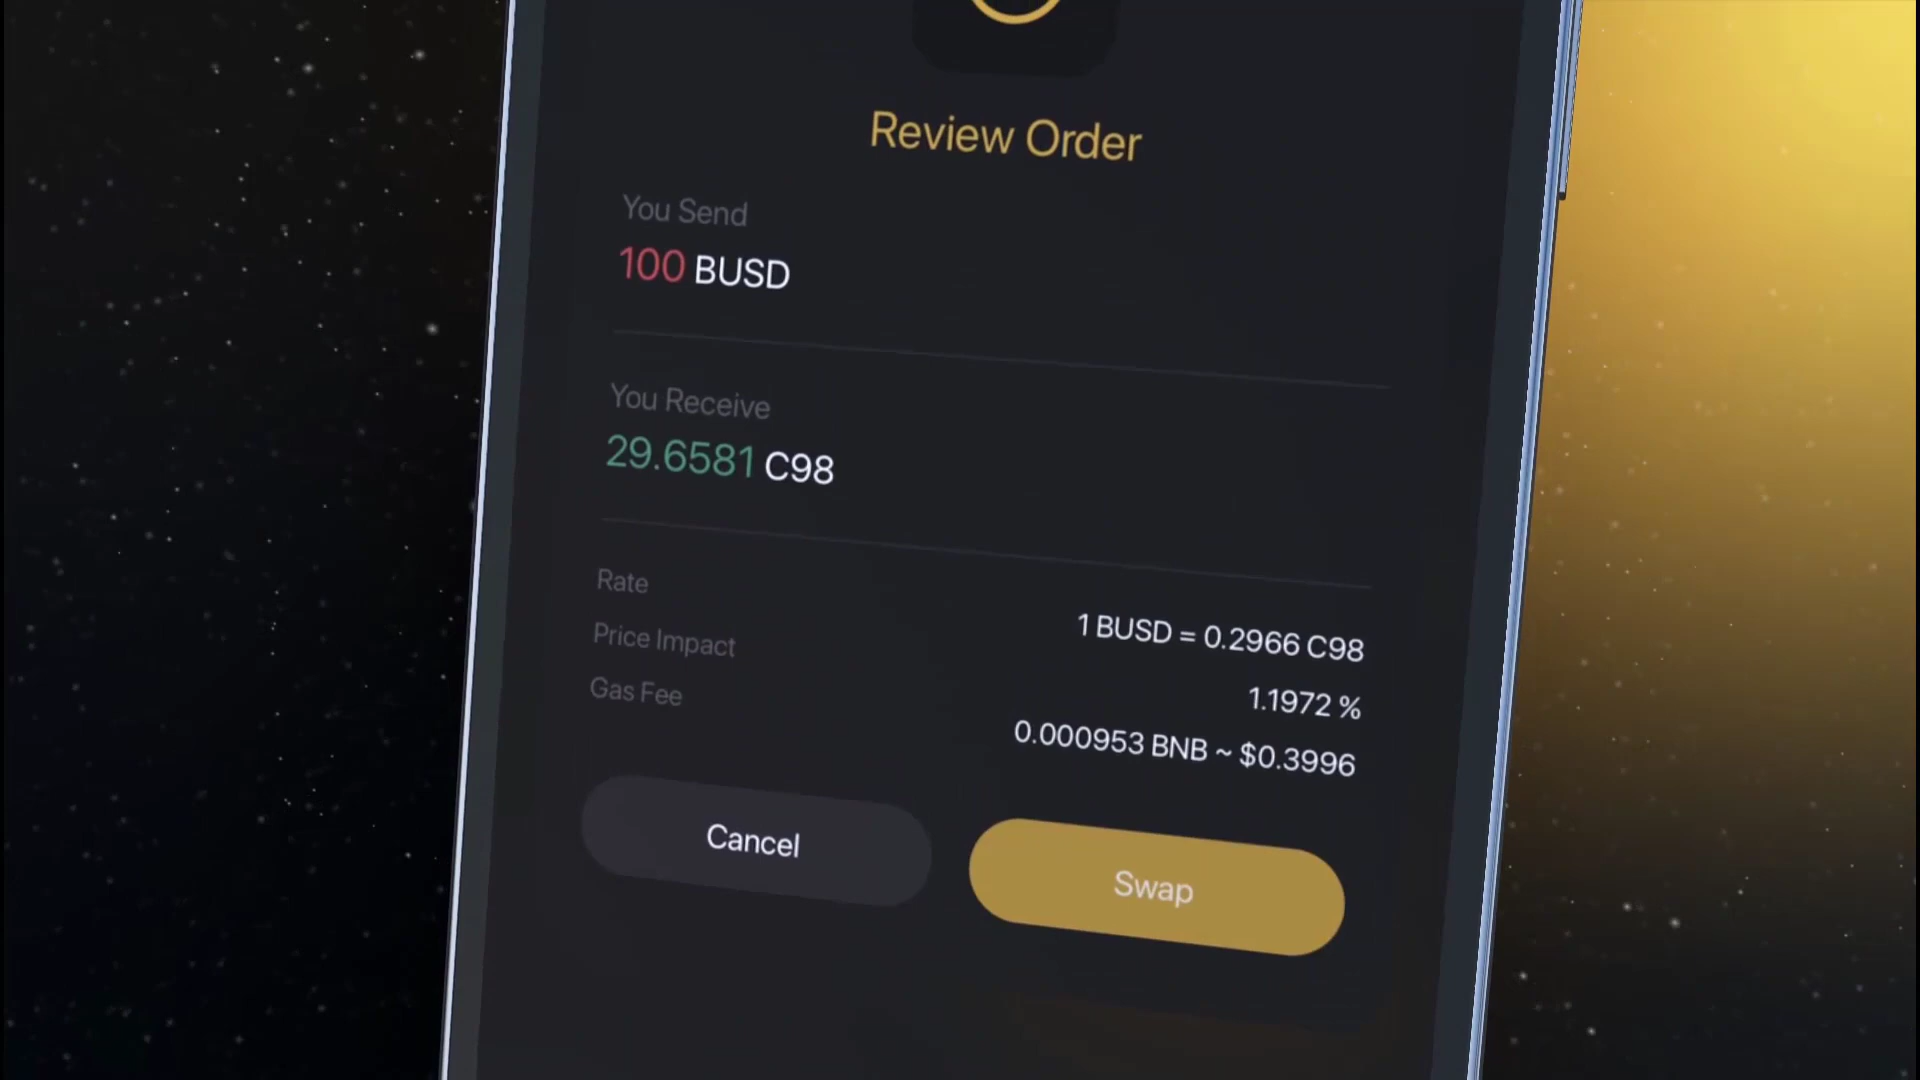 Review Order
You Send
100 BUSD
You Receive
29.6581 C98
Rate
1 BUSD = 0.2966 C98
Price Impact
1.1972 %
Gas Fee
0.000953 BNB ~ $0.3996
Cancel
Swap